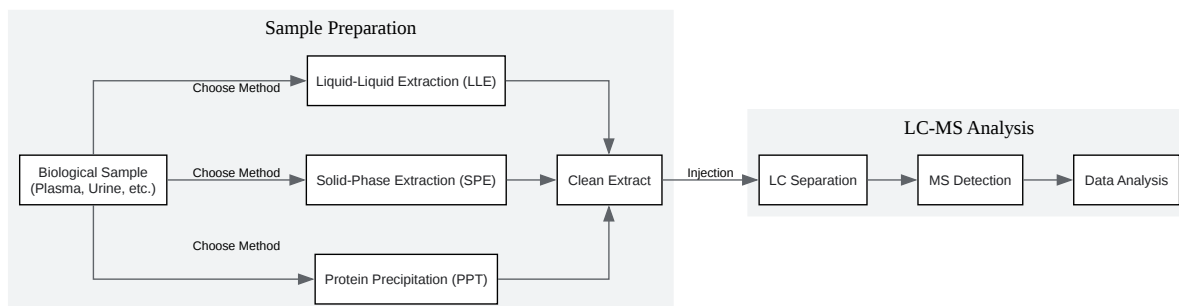 Sample Preparation
Choose Method
Liquid-Liquid Extraction (LLE)
Biological Sample
(Plasma, Urine, etc.)
Choose Method
Solid-Phase Extraction (SPE)
Clean Extract
Choose Method
Protein Precipitation (PPT)
Injection
LC-MS Analysis
LC Separation
MS Detection
Data Analysis